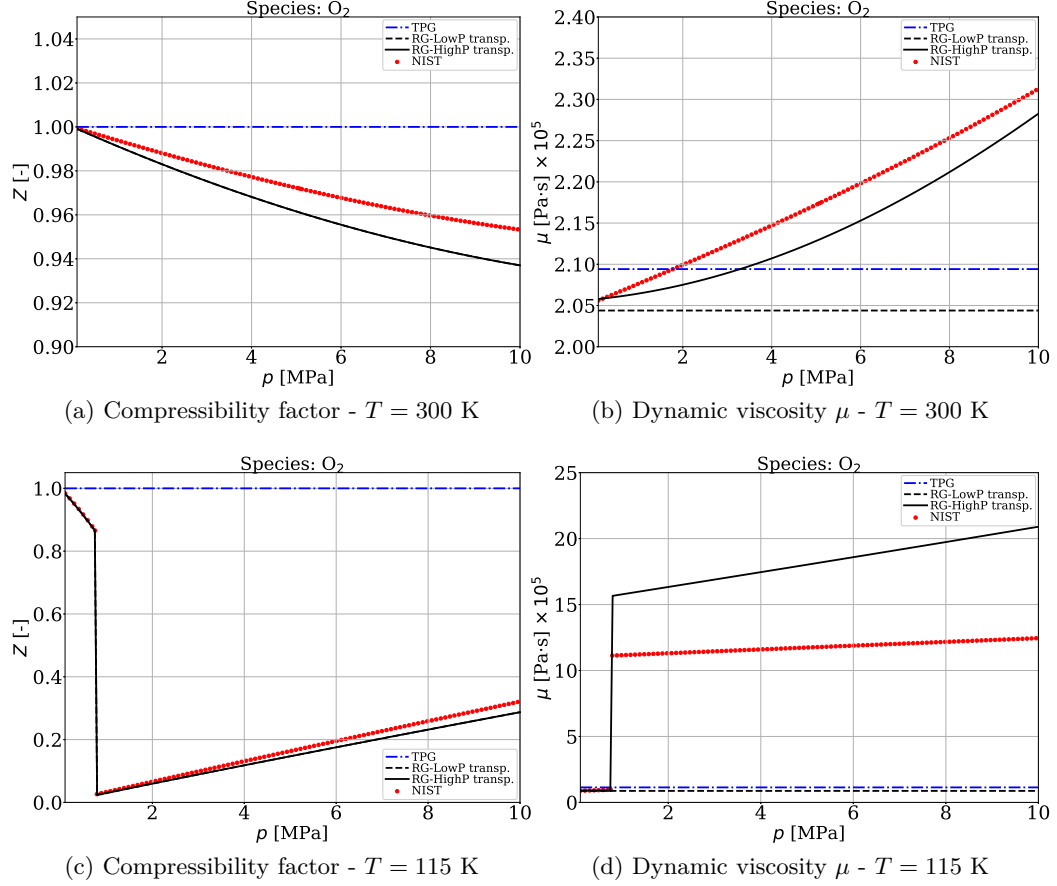 Species: O₂
1.04
1.02
1.00
0.98
0.96
0.94
0.92
0.90
Z [-]
2
4
6
8
10
p [MPa]
TPG
RG-LowP transp.
RG-HighP transp.
NIST
(a) Compressibility factor - T = 300 K
Species: O₂
2.40
2.35
2.30
2.25
2.20
2.15
2.10
2.05
2.00
μ [Pa·s] × 10⁵
2
4
6
8
10
p [MPa]
TPG
RG-LowP transp.
RG-HighP transp.
NIST
(b) Dynamic viscosity μ - T = 300 K
Species: O₂
1.0
0.8
0.6
0.4
0.2
0.0
Z [-]
2
4
6
8
10
p [MPa]
TPG
RG-LowP transp.
RG-HighP transp.
NIST
(c) Compressibility factor - T = 115 K
Species: O₂
25
20
15
10
5
0
μ [Pa·s] × 10⁵
2
4
6
8
10
p [MPa]
TPG
RG-LowP transp.
RG-HighP transp.
NIST
(d) Dynamic viscosity μ - T = 115 K